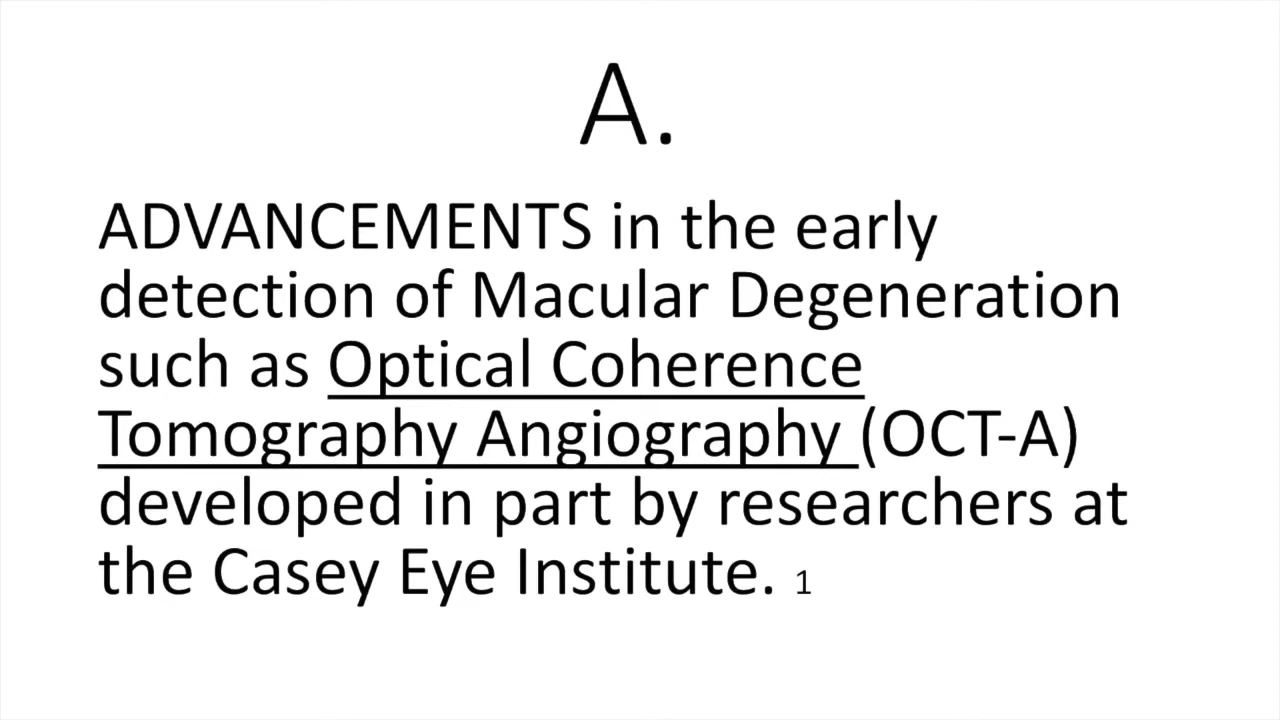 A.
ADVANCEMENTS in the early
detection of Macular Degeneration
such as Optical Coherence
Tomography Angiography (OCT-A)
developed in part by researchers at
the Casey Eye Institute. 1